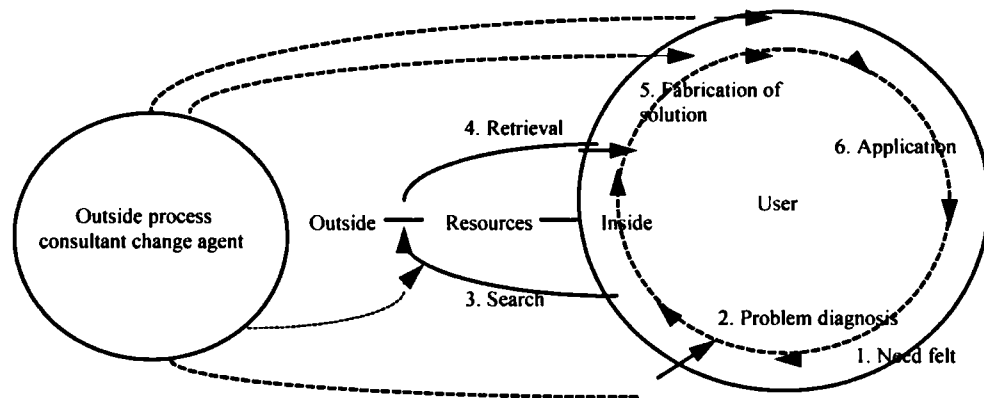 5. Fabrication of
solution
4. Retrieval
6. Application
Outside process
consultant change agent
Outside
Resources
Inside
User
3. Search
2. Problem diagnosis
1. Need felt